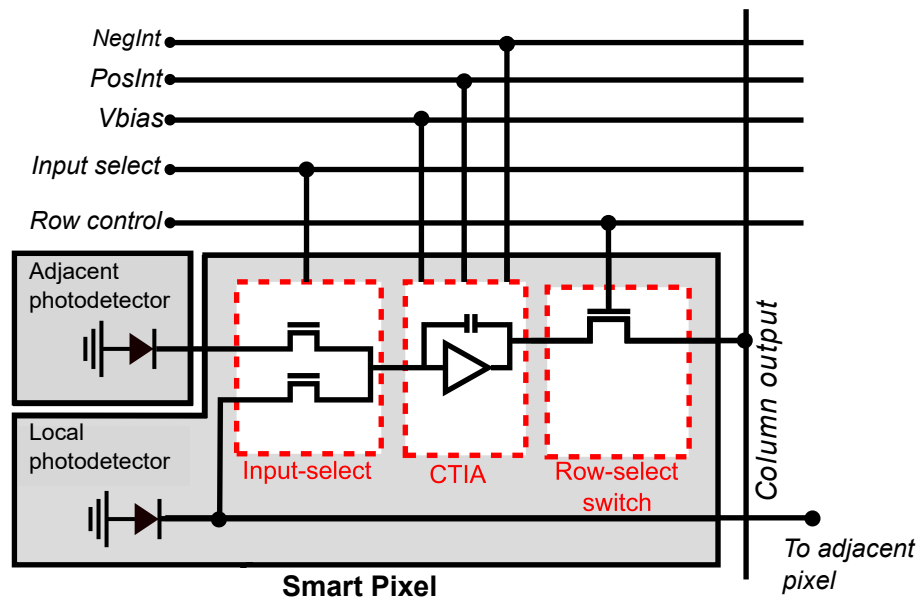 NegInt
PosInt
Vbias
Input select
Row control
Adjacent
photodetector
Local
photodetector
Input-select
CTIA
Row-select
switch
Column output
To adjacent
pixel
Smart Pixel